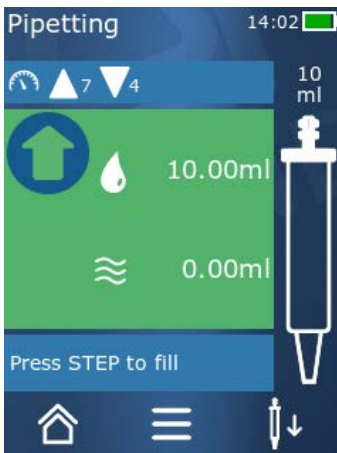 Pipetting 14:02
7 4
10
ml
10.00ml
0.00ml
Press STEP to fill